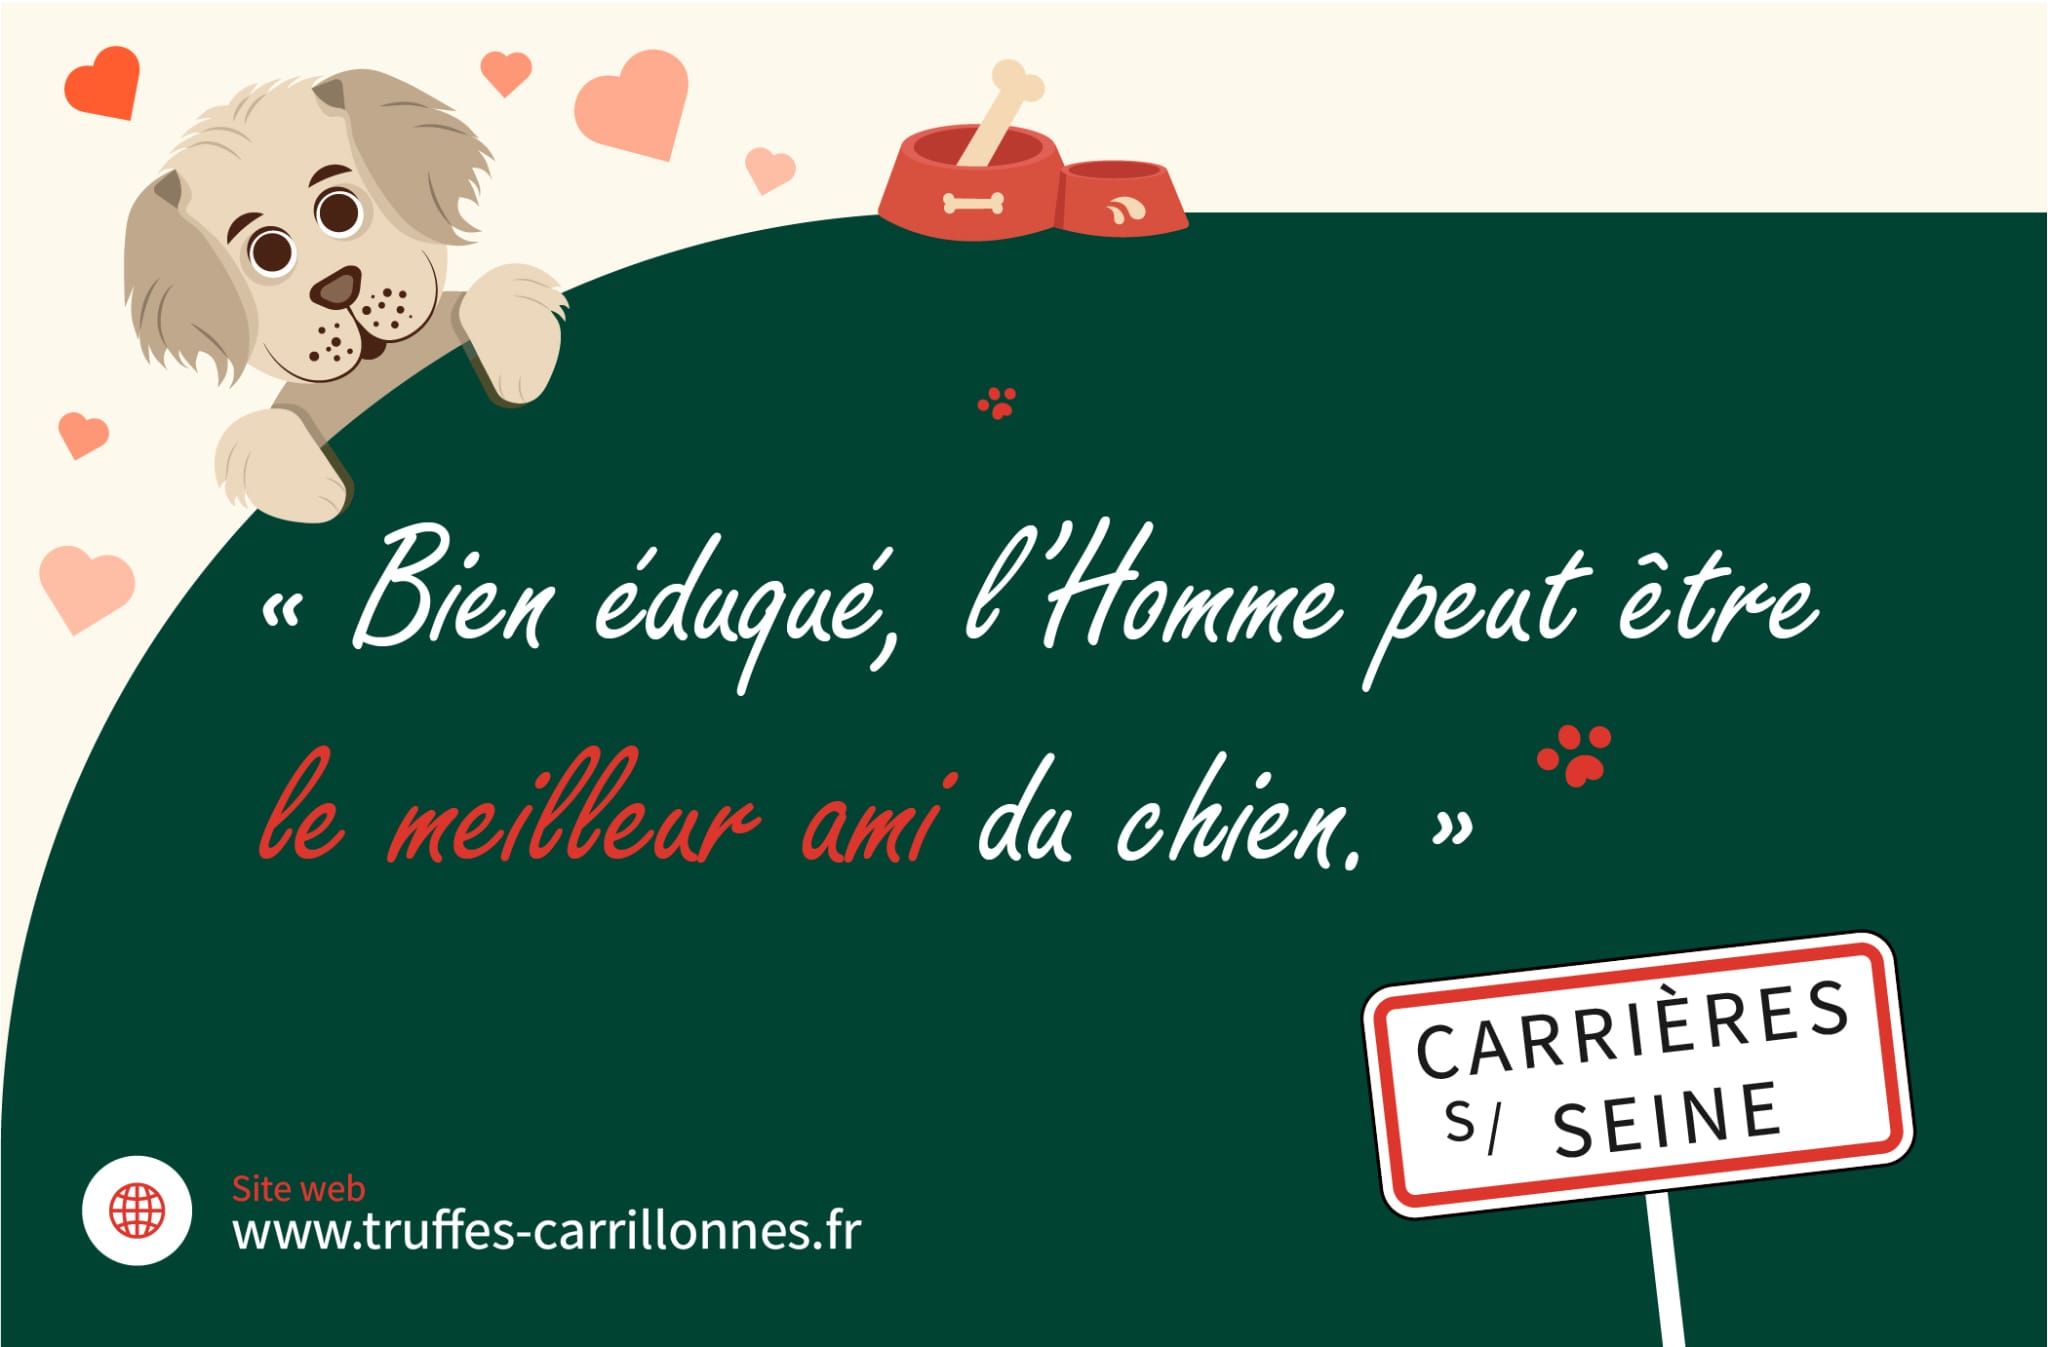 « Bien éduqué, l'Homme peut être
le meilleur ami du chien. »
CARRIÈRES
S/ SEINE
Site web
www.truffes-carrillonnes.fr